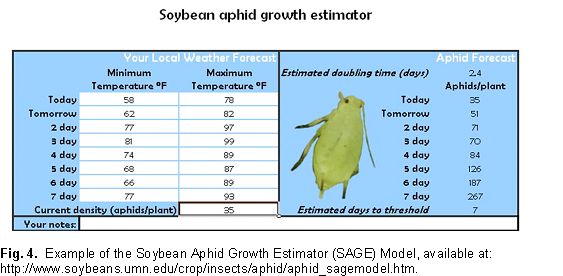 Soybean aphid growth estimator
Your Local Weather Forecast Aphid Forecast
Minimum Maximum Estimated doubling time (days) 2.4
Temperature ºF Temperature ºF Aphids/plant
Today 58 78 Today 35
Tomorrow 62 82 Tomorrow 51
2 day 77 97 2 day 71
3 day 81 99 3 day 70
4 day 74 89 4 day 84
5 day 68 87 5 day 126
6 day 66 89 6 day 187
7 day 77 93 7 day 267
Current density (aphids/plant) 35 Estimated days to threshold 7
Your notes:
Fig. 4. Example of the Soybean Aphid Growth Estimator (SAGE) Model, available at:
http://www.soybeans.umn.edu/crop/insects/aphid/aphid_sagemodel.htm.